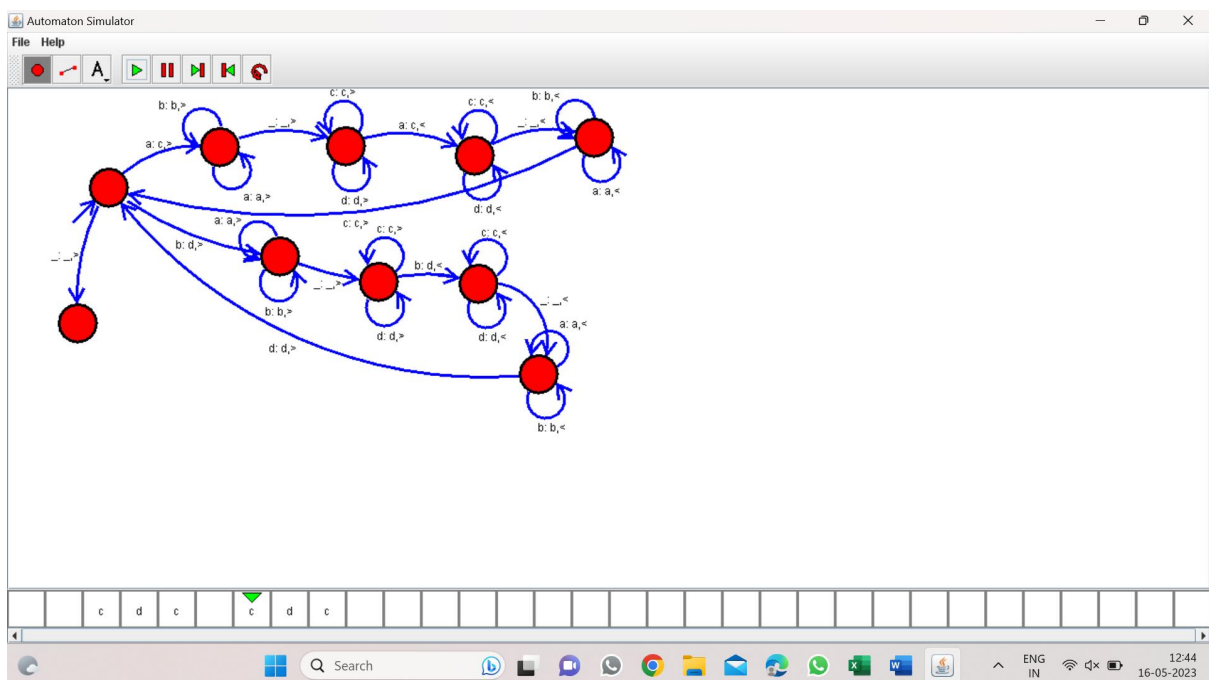 Automaton Simulator
File Help
A
b: b,>
c: c,>
c: c,<
b: b,<
_: _,>
a: c,<
_: _,<
a: c,>
a: a,>
d: d,>
d: d,<
a: a,<
c: c,>
a: a,>
c: c,>
c: c,<
b: d,>
_: _,>
b: d,<
_: _,>
b: b,>
_: _,<
d: d,>
d: d,<
a: a,<
d: d,>
b: b,<
c d c c d c
Search
ENG
IN
12:44
16-05-2023